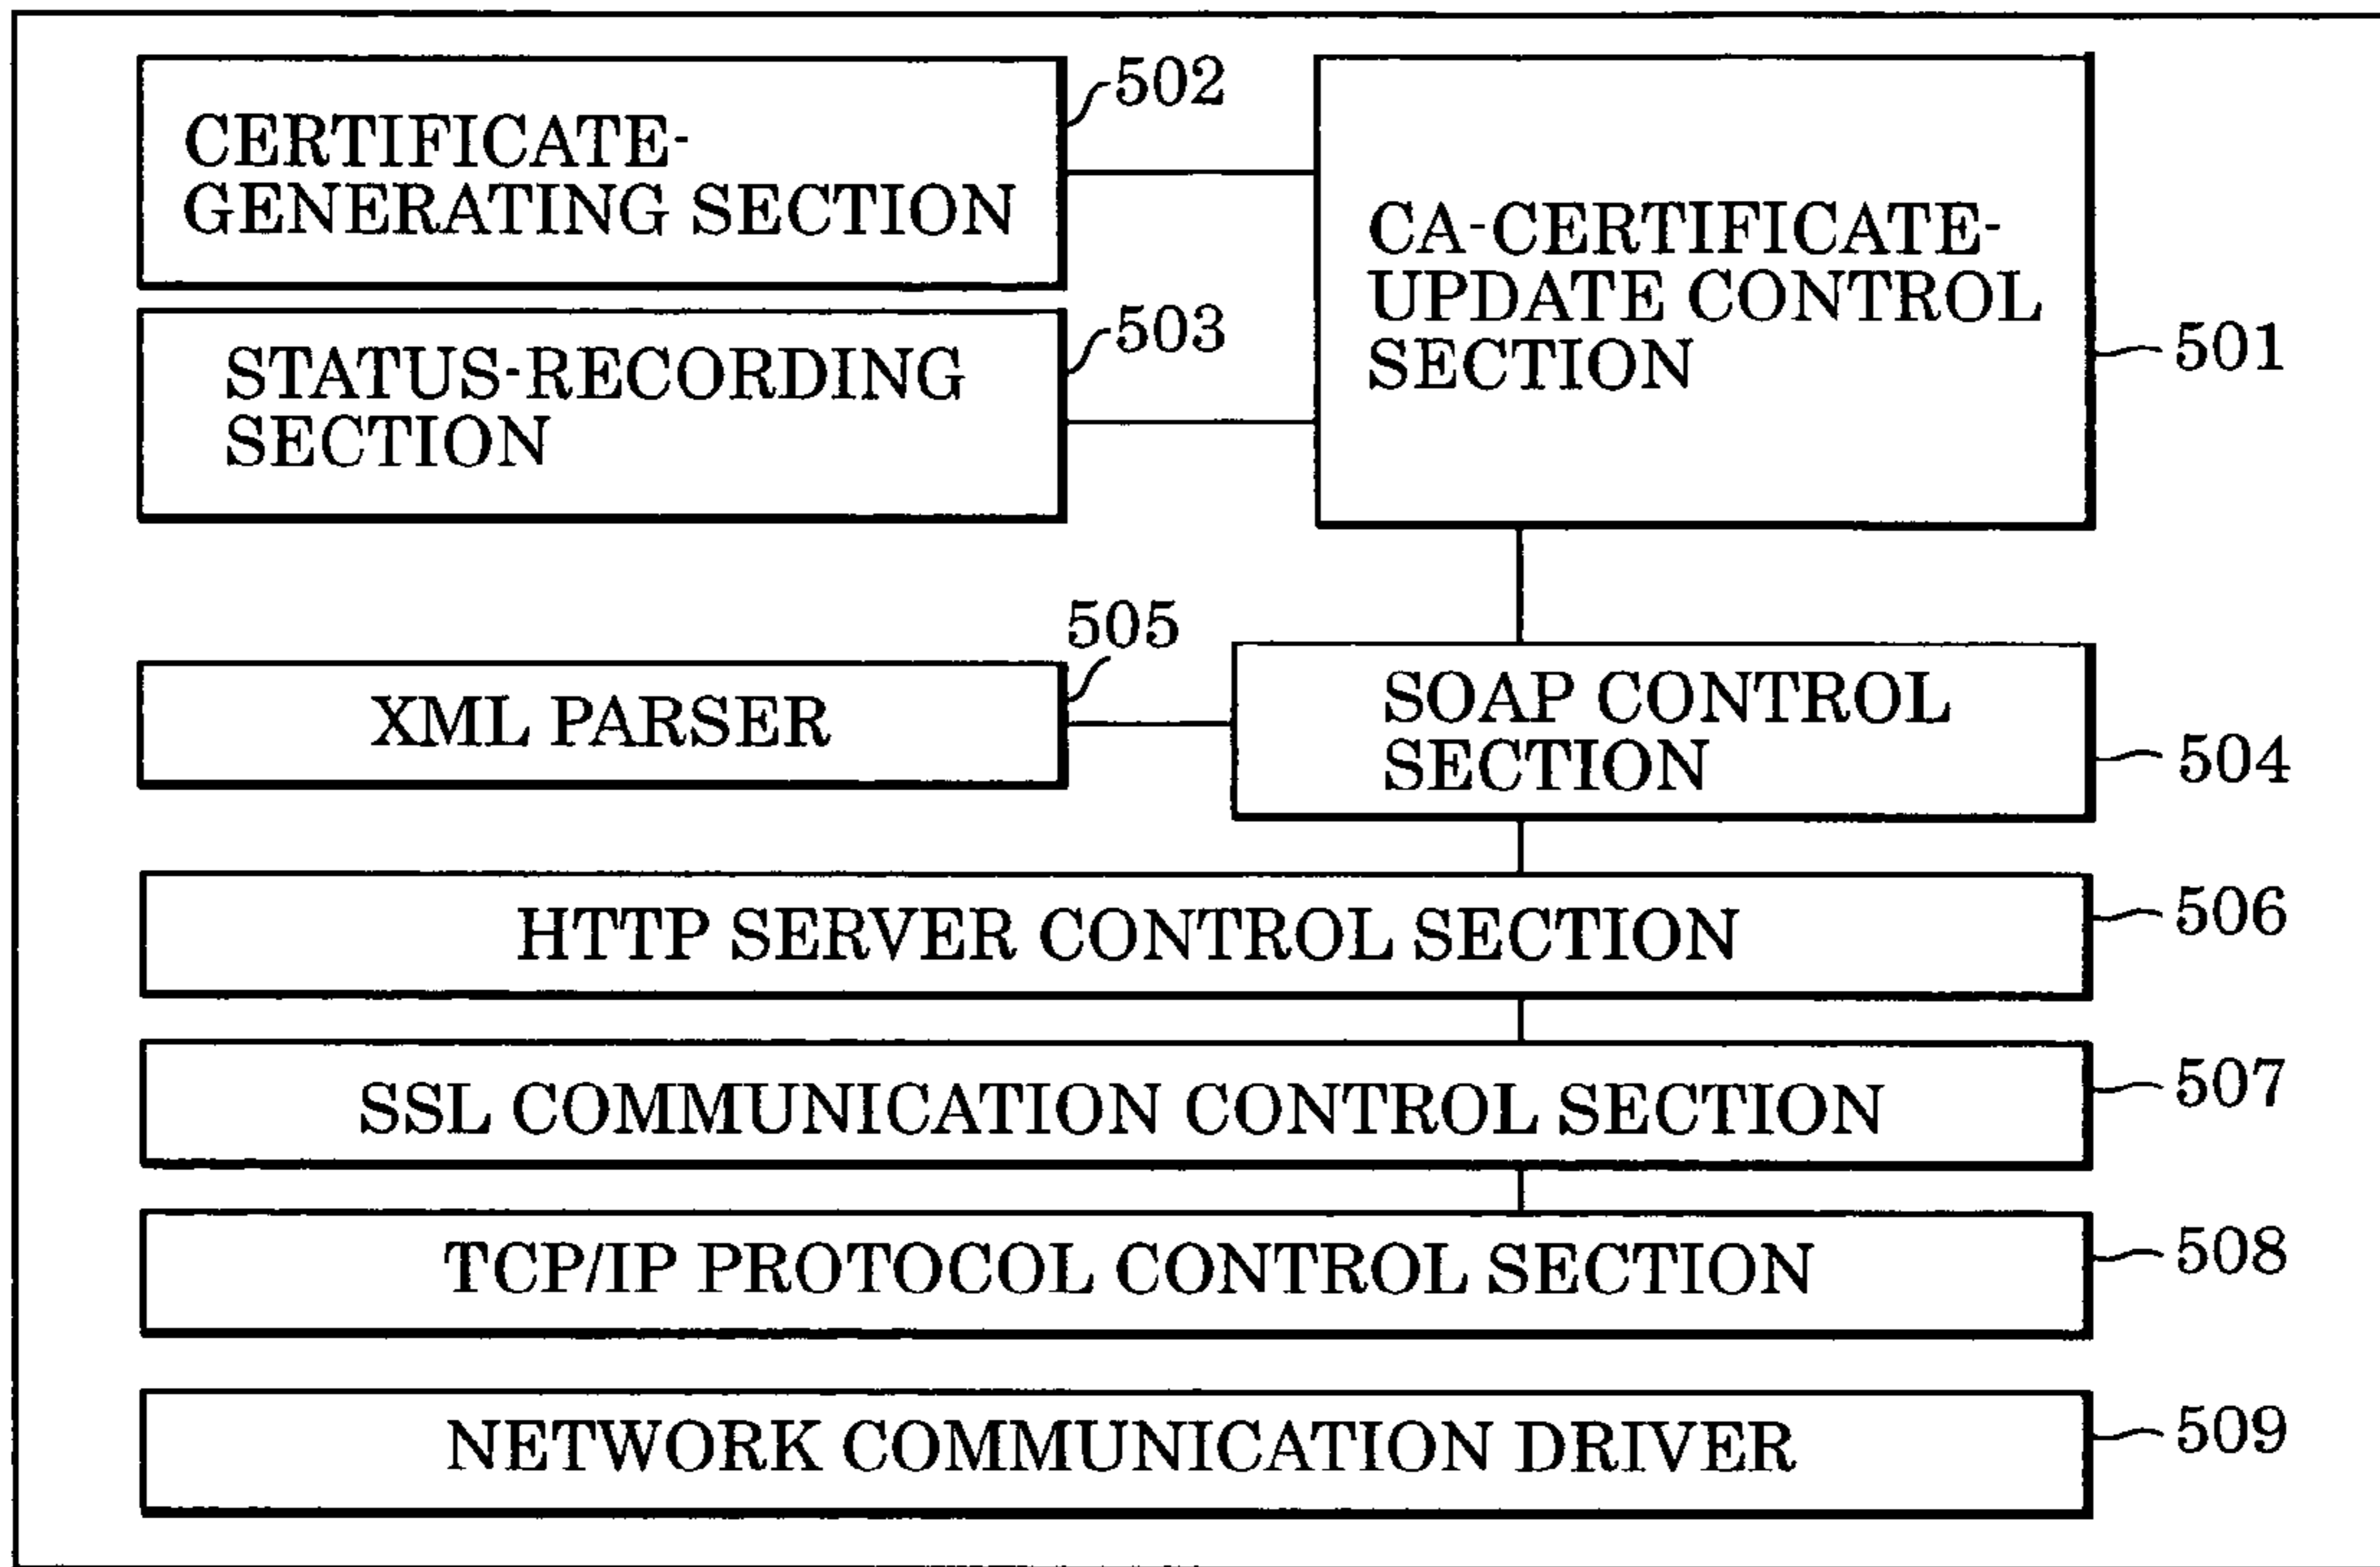 502
CERTIFICATE-
GENERATING SECTION
CA-CERTIFICATE-
UPDATE CONTROL
SECTION
501
503
STATUS-RECORDING
SECTION
505
XML PARSER
SOAP CONTROL
SECTION
504
HTTP SERVER CONTROL SECTION
506
SSL COMMUNICATION CONTROL SECTION
507
TCP/IP PROTOCOL CONTROL SECTION
508
NETWORK COMMUNICATION DRIVER
509